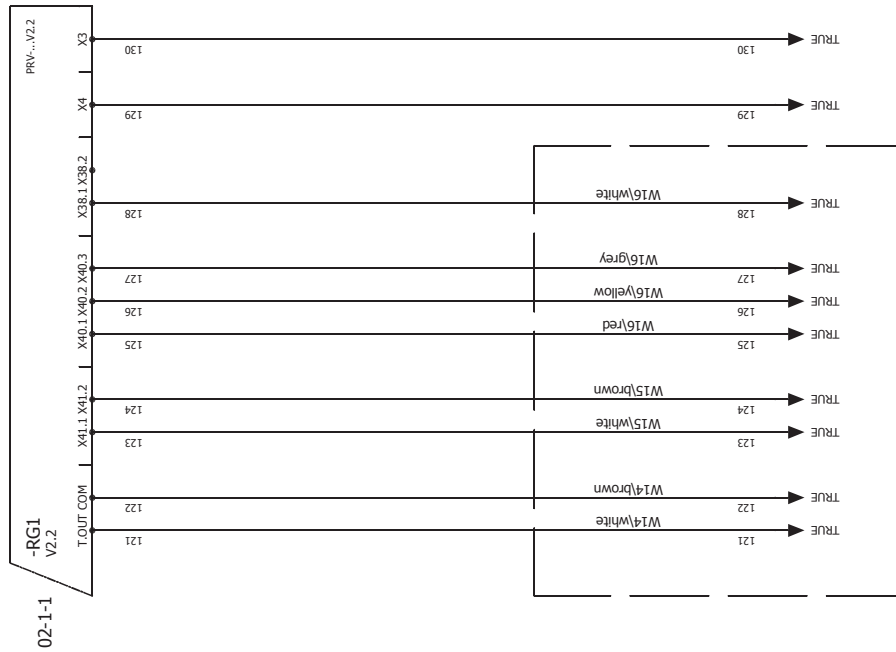 PRV-...V2.2
X3
130
130
TRUE
X4
129
129
TRUE
X38.2
X38.1
128
W16\white
128
TRUE
X40.3
127
W16\grey
127
TRUE
X40.2
126
W16\yellow
126
TRUE
X40.1
125
W16\red
125
TRUE
X41.2
124
W15\brown
124
TRUE
X41.1
123
W15\white
123
TRUE
COM
122
W14\brown
122
TRUE
T.OUT
121
W14\white
121
TRUE
-RG1
V2.2
02-1-1